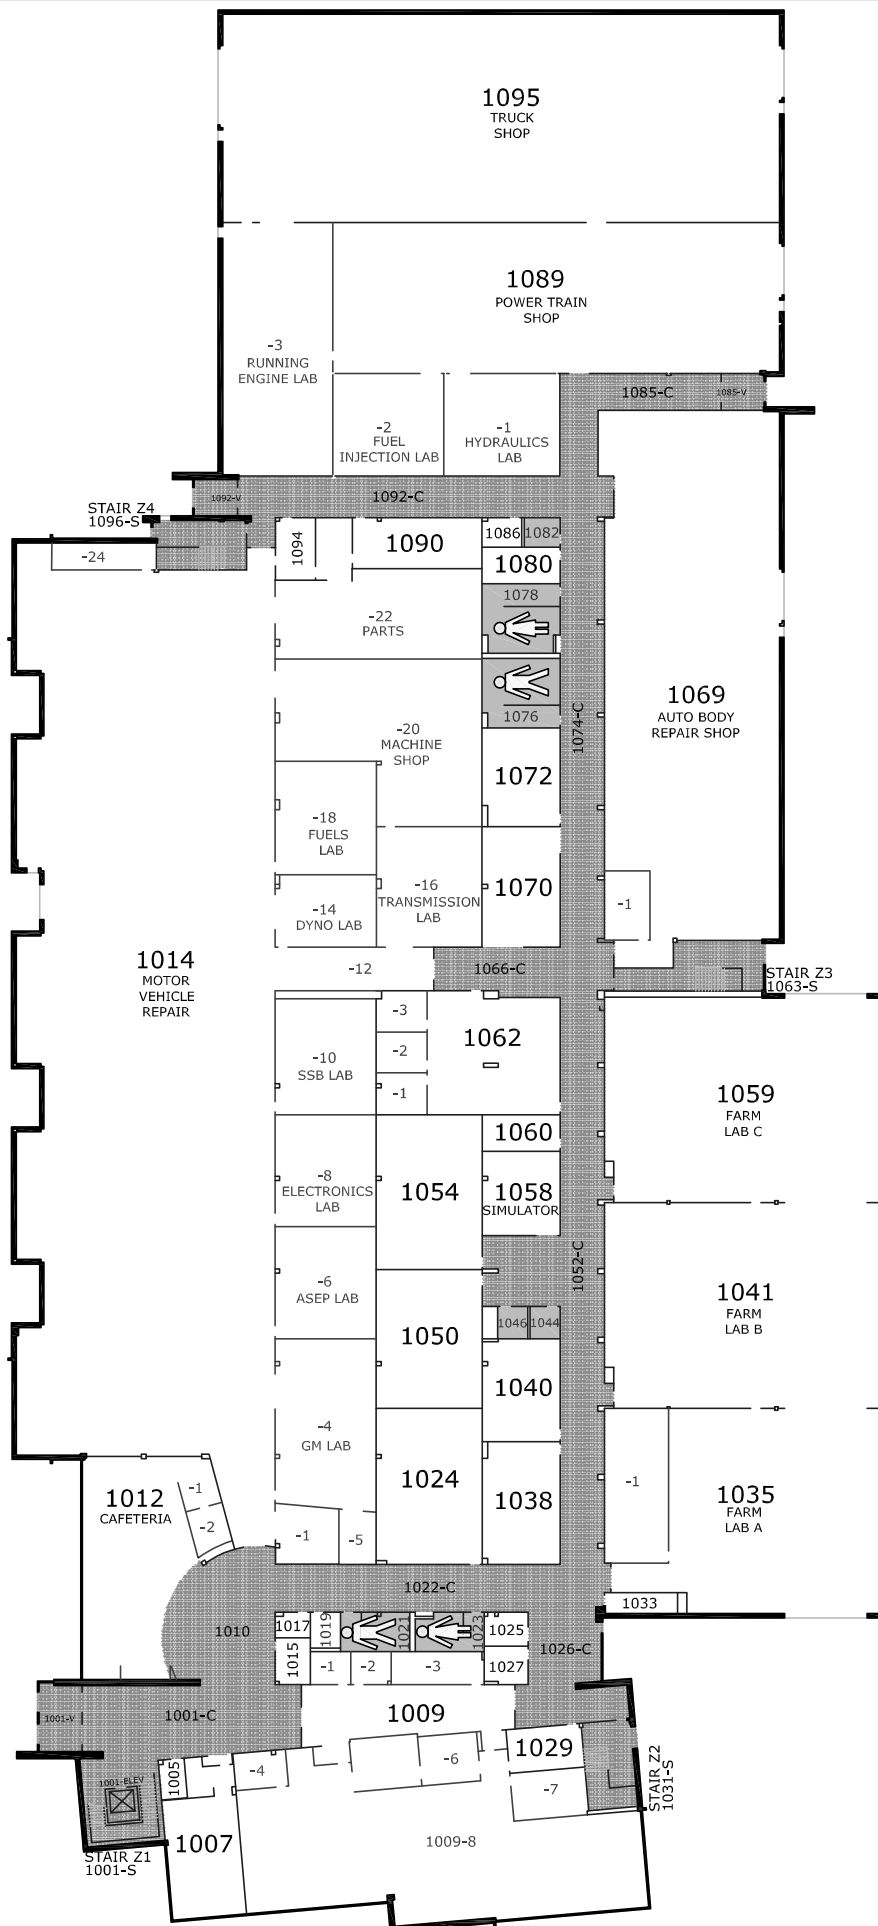 1095
TRUCK
SHOP
1089
POWER TRAIN
SHOP
-3
RUNNING
ENGINE LAB
1085-C
1085-V
-2
FUEL
INJECTION LAB
-1
HYDRAULICS
LAB
1092-V
1092-C
STAIR Z4
1096-S
-24
1094
1090
1086
1082
1080
1078
-22
PARTS
1076
1074-C
1069
AUTO BODY
REPAIR SHOP
-20
MACHINE
SHOP
1072
-18
FUELS
LAB
1070
-16
TRANSMISSION
LAB
-14
DYNO LAB
-1
1014
MOTOR
VEHICLE
REPAIR
-12
1066-C
STAIR Z3
1063-S
-3
1062
-2
-10
SSB LAB
-1
1059
FARM
LAB C
1060
-8
ELECTRONICS
LAB
1054
1058
SIMULATOR
1052-C
-6
ASEP LAB
1041
FARM
LAB B
1046
1044
1050
1040
-4
GM LAB
1024
1038
-1
1035
FARM
LAB A
-1
-2
1012
CAFETERIA
-1
-5
1022-C
1033
1010
1017
1019
1021
1023
1025
1026-C
1015
-1
-2
-3
1027
1001-V
1001-C
1009
1029
1005
-4
-6
-7
STAIR Z2
1031-S
1001-ELEV
1007
1009-8
STAIR Z1
1001-S